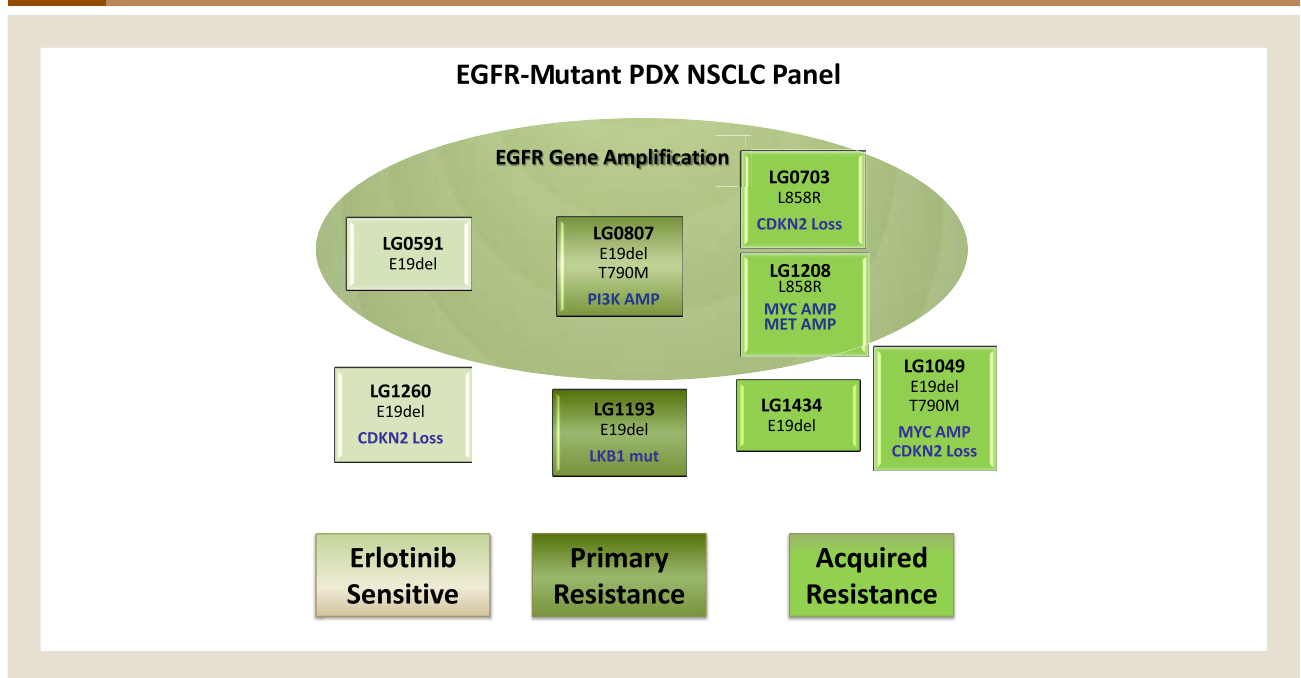 EGFR-Mutant PDX NSCLC Panel
EGFR Gene Amplification
LG0703
L858R
CDKN2 Loss
LG0591
E19del
LG0807
E19del
T790M
PI3K AMP
LG1208
L858R
MYC AMP
MET AMP
LG1260
E19del
CDKN2 Loss
LG1193
E19del
LKB1 mut
LG1434
E19del
LG1049
E19del
T790M
MYC AMP
CDKN2 Loss
Erlotinib
Sensitive
Primary
Resistance
Acquired
Resistance